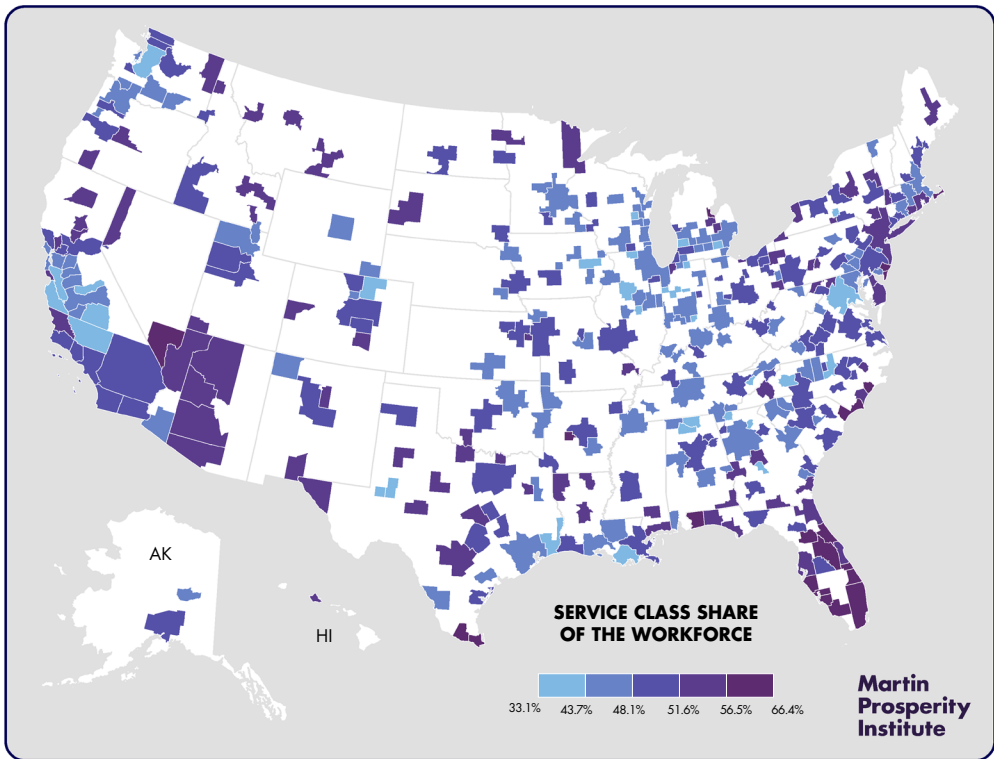 AK
HI
SERVICE CLASS SHARE
OF THE WORKFORCE
33.1% 43.7% 48.1% 51.6% 56.5% 66.4%
Martin
Prosperity
Institute